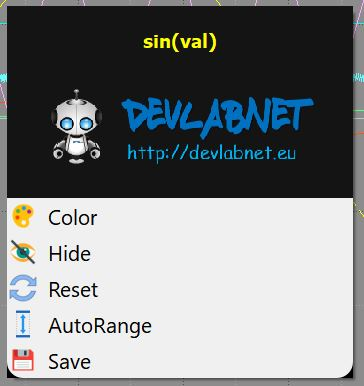 sin(val)
DEVLABNET
http://devlabnet.eu
Color
Hide
Reset
AutoRange
Save